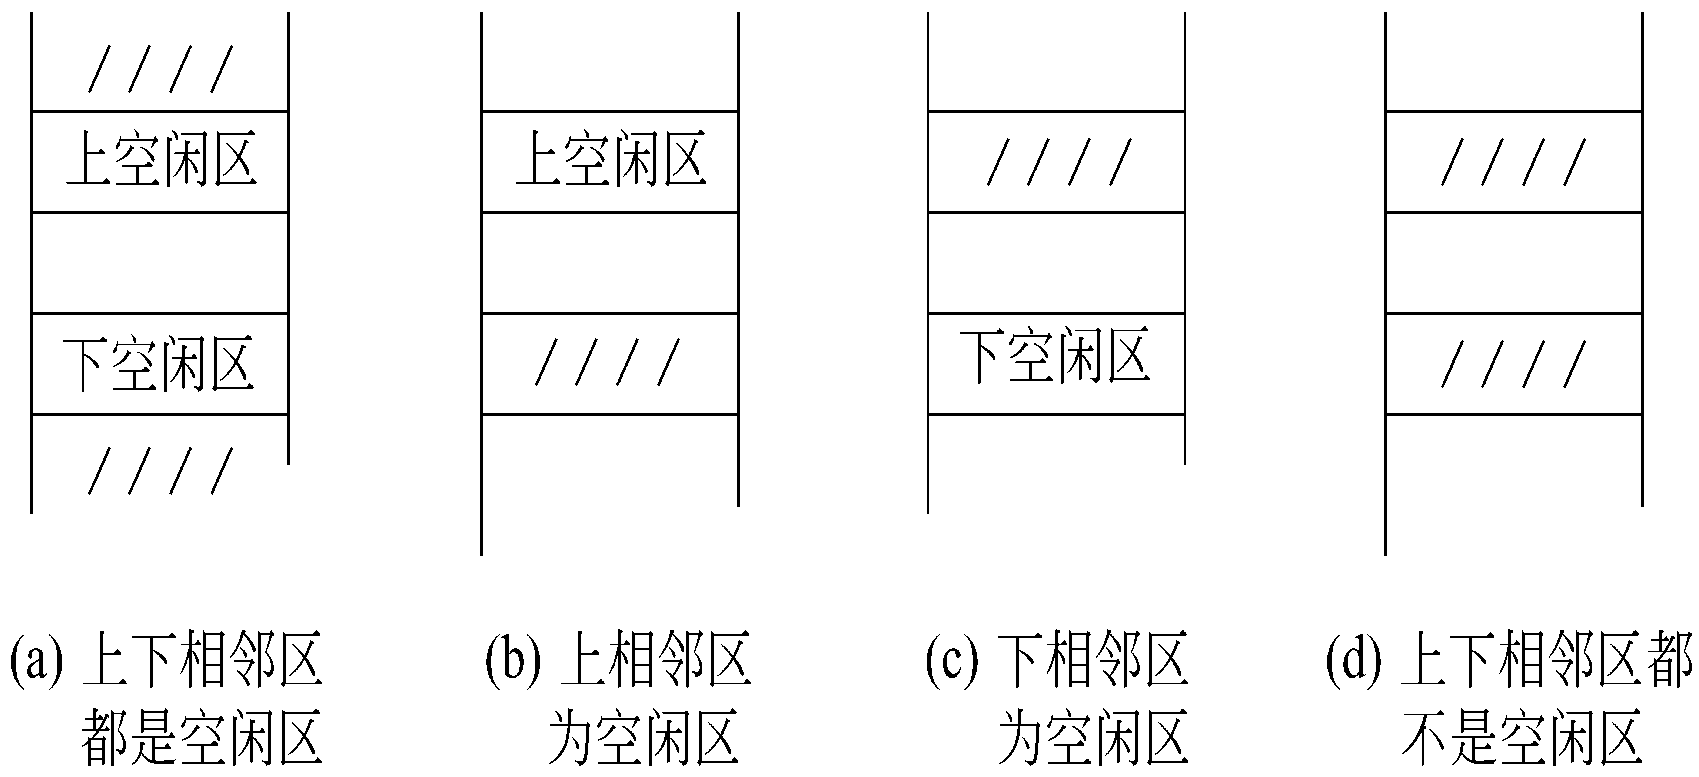 上空闲区
下空闲区
上空闲区
下空闲区
(a) 上下相邻区
都是空闲区
(b) 上相邻区
为空闲区
(c) 下相邻区
为空闲区
(d) 上下相邻区都
不是空闲区